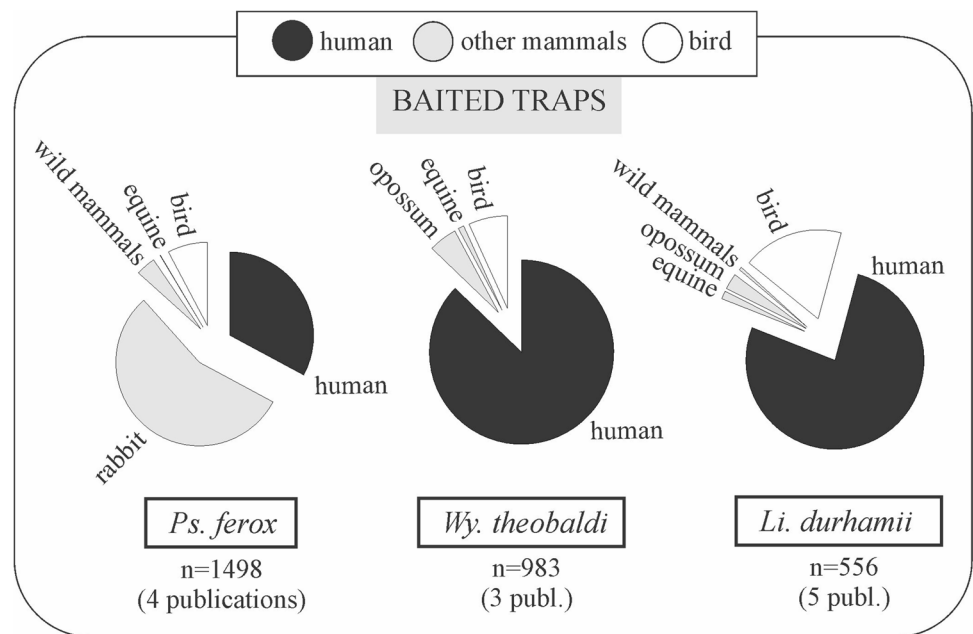 human other mammals bird
BAITED TRAPS
wild mammals
equine
bird
human
rabbit
opossum
equine
bird
human
wild mammals
opossum
equine
bird
human
Ps. ferox
n=1498
(4 publications)
Wy. theobaldi
n=983
(3 publ.)
Li. durhamii
n=556
(5 publ.)